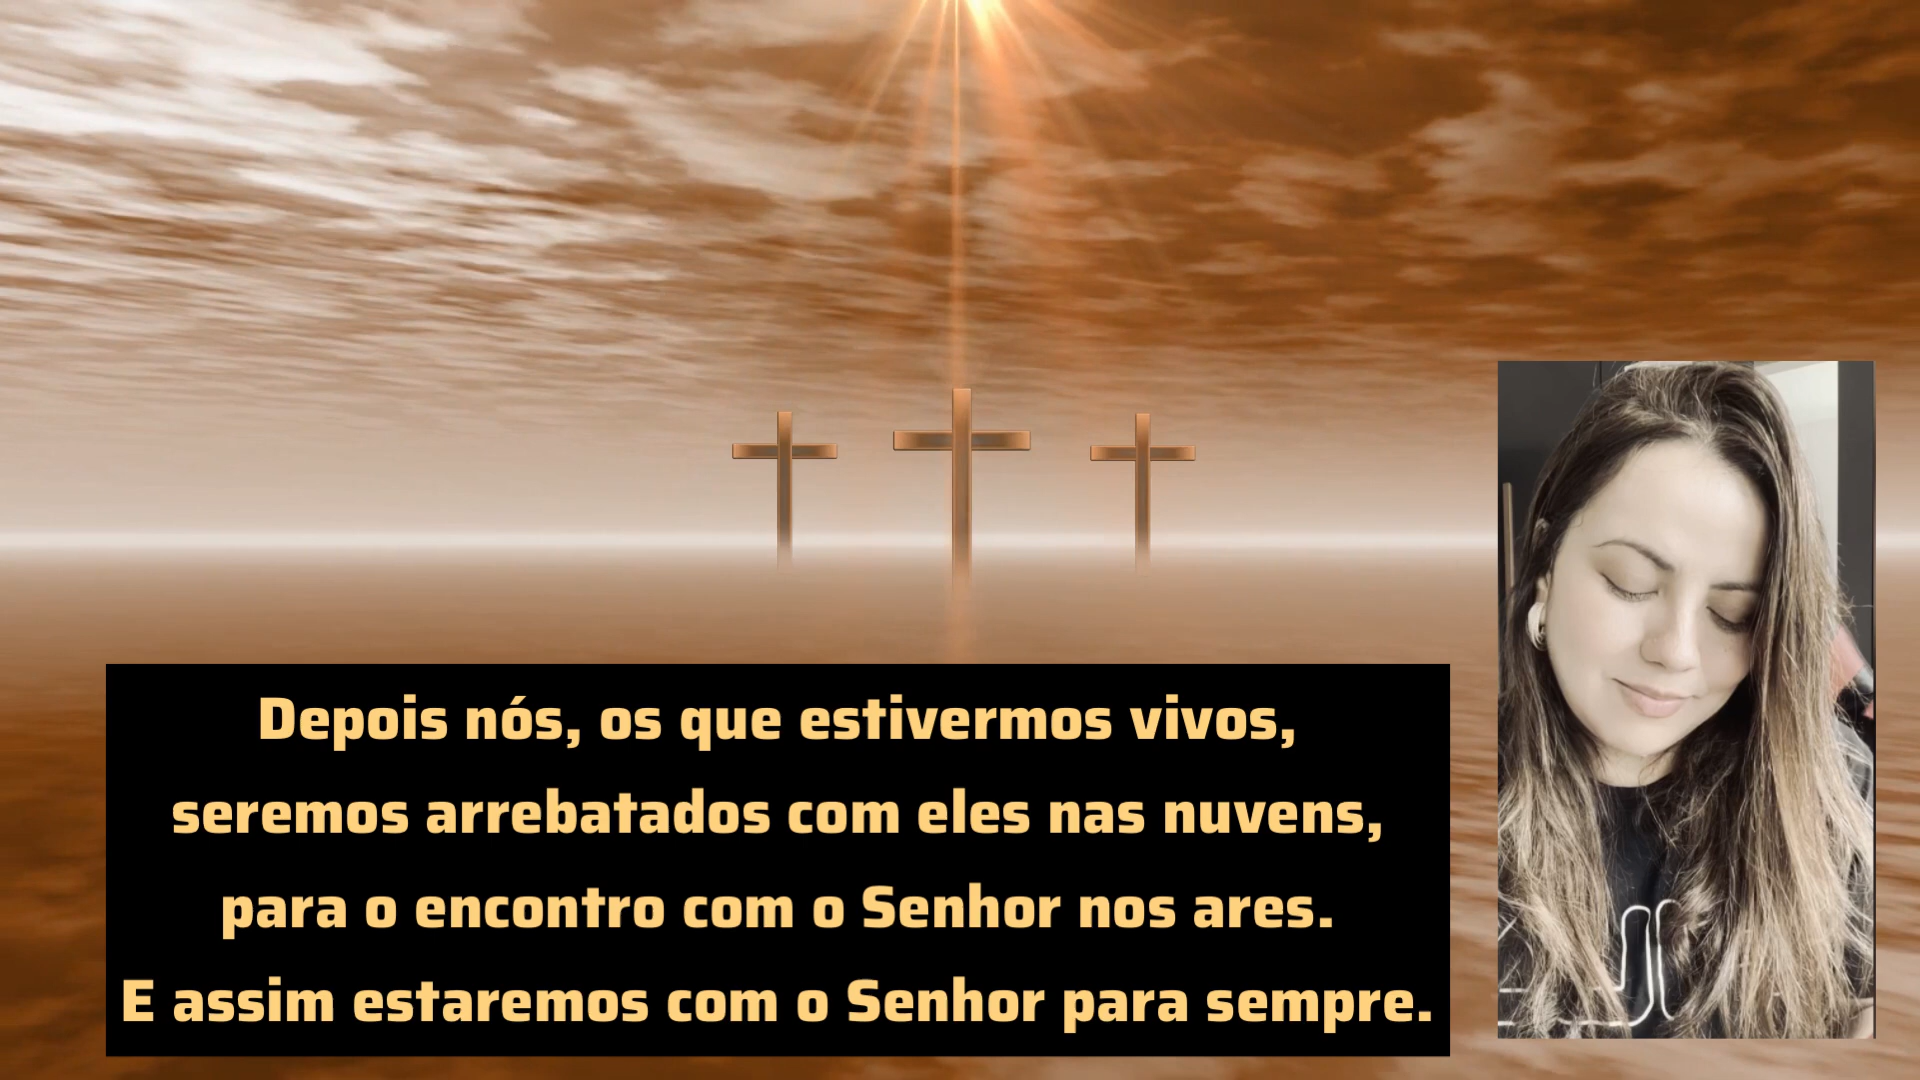 Depois nós, os que estivermos vivos,
seremos arrebatados com eles nas nuvens,
para o encontro com o Senhor nos ares.
E assim estaremos com o Senhor para sempre.